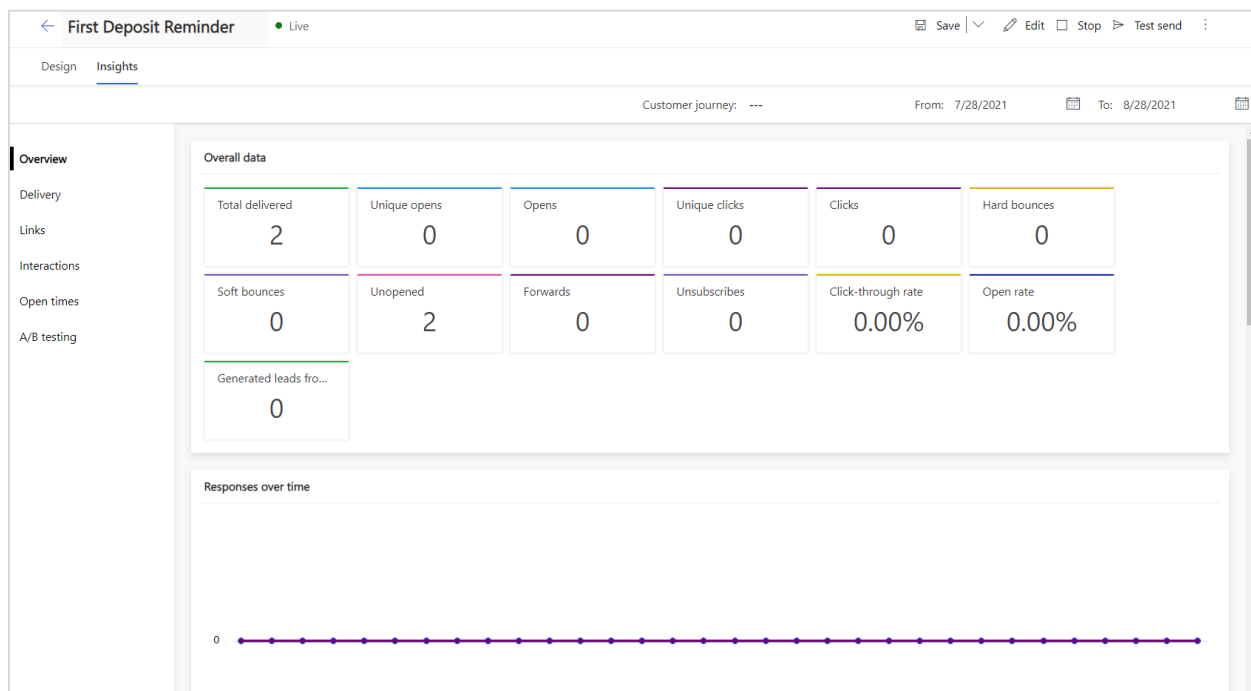 First Deposit Reminder
Live
Save
Edit
Stop
Test send
Design
Insights
Customer journey: ---
From: 7/28/2021
To: 8/28/2021
Overview
Delivery
Links
Interactions
Open times
A/B testing
Overall data
Total delivered
2
Unique opens
0
Opens
0
Unique clicks
0
Clicks
0
Hard bounces
0
Soft bounces
0
Unopened
2
Forwards
0
Unsubscribes
0
Click-through rate
0.00%
Open rate
0.00%
Generated leads fro...
0
Responses over time
0